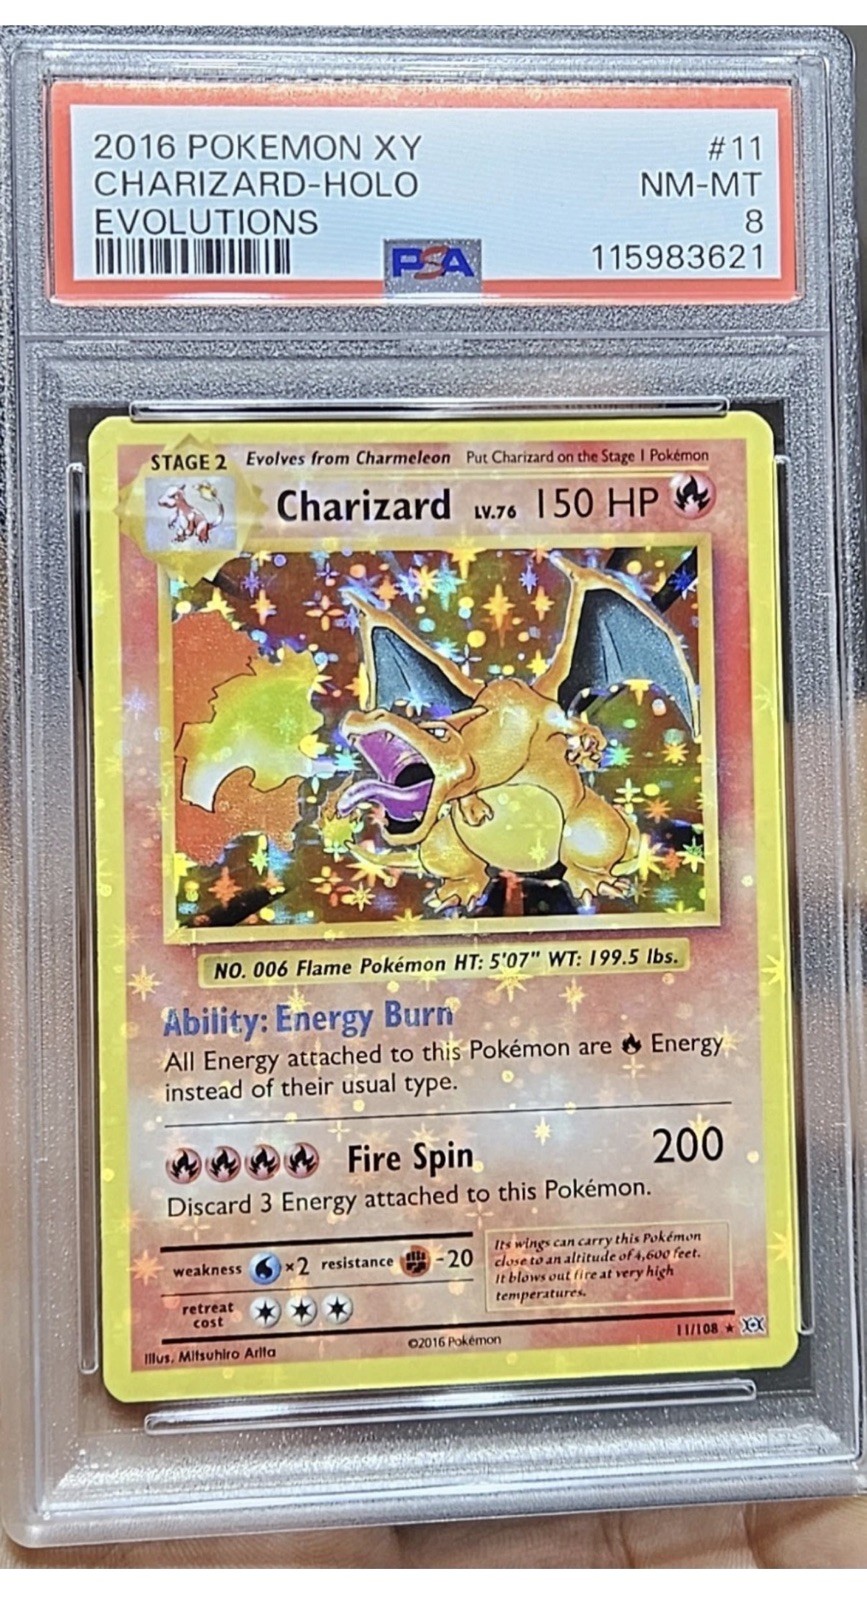 2016 POKEMON XY #11
CHARIZARD-HOLO NM-MT
EVOLUTIONS 8
PSA 115983621
STAGE 2 Evolves from Charmeleon Put Charizard on the Stage 1 Pokémon
Charizard LV.76 150 HP
NO. 006 Flame Pokémon HT: 5'07" WT: 199.5 lbs.
Ability: Energy Burn
All Energy attached to this Pokémon are Energy
instead of their usual type.
Fire Spin 200
Discard 3 Energy attached to this Pokémon.
weakness ×2 resistance -20
retreat
cost
Its wings can carry this Pokémon
close to an altitude of 4,600 feet.
It blows out fire at very high
temperatures.
Illus. Mitsuhiro Arita ©2016 Pokémon 11/108 ★